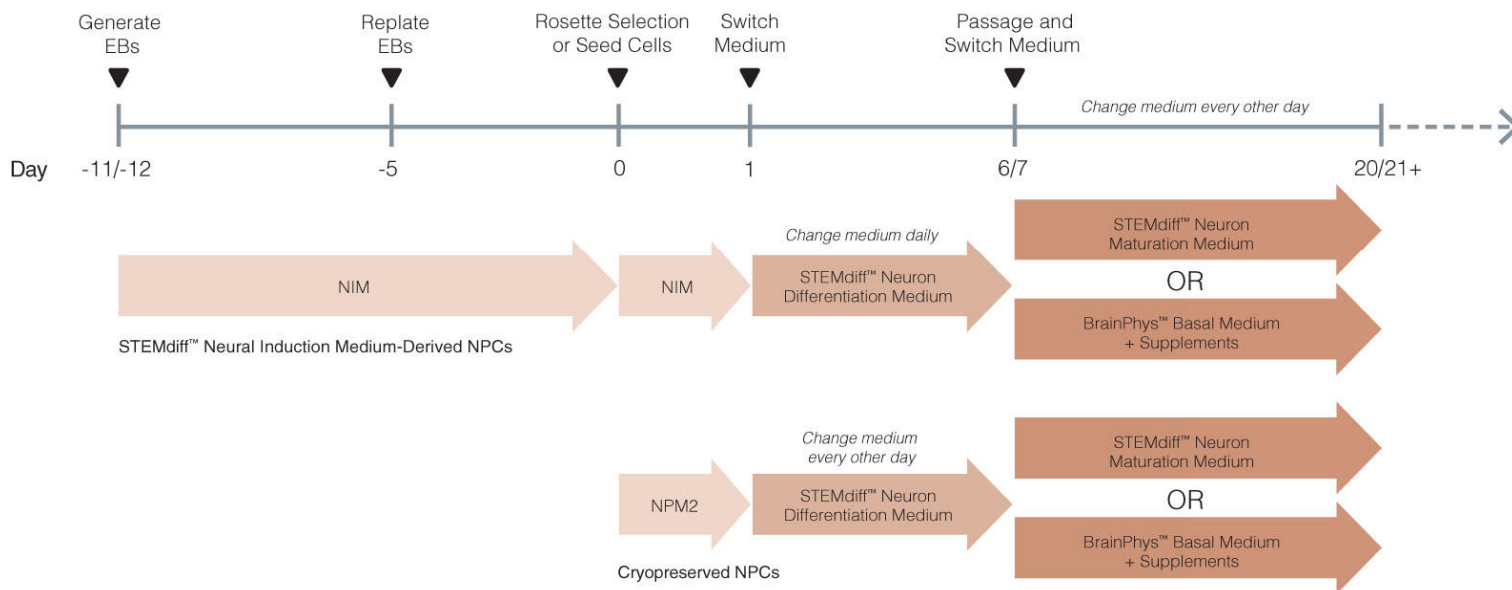 Generate
EBs
Replate
EBs
Rosette Selection
or Seed Cells
Switch
Medium
Passage and
Switch Medium
Change medium every other day
Day
-11/-12
-5
0
1
6/7
20/21+
Change medium daily
NIM
NIM
STEMdiff™ Neuron
Differentiation Medium
STEMdiff™ Neuron
Maturation Medium
OR
BrainPhys™ Basal Medium
+ Supplements
STEMdiff™ Neural Induction Medium-Derived NPCs
Change medium
every other day
NPM2
STEMdiff™ Neuron
Differentiation Medium
STEMdiff™ Neuron
Maturation Medium
OR
BrainPhys™ Basal Medium
+ Supplements
Cryopreserved NPCs